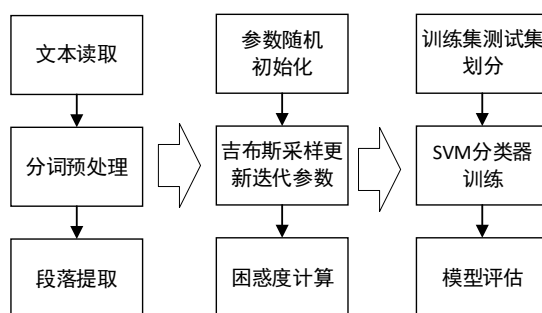 文本读取
分词预处理
段落提取
参数随机
初始化
吉布斯采样更
新迭代参数
困惑度计算
训练集测试集
划分
SVM分类器
训练
模型评估